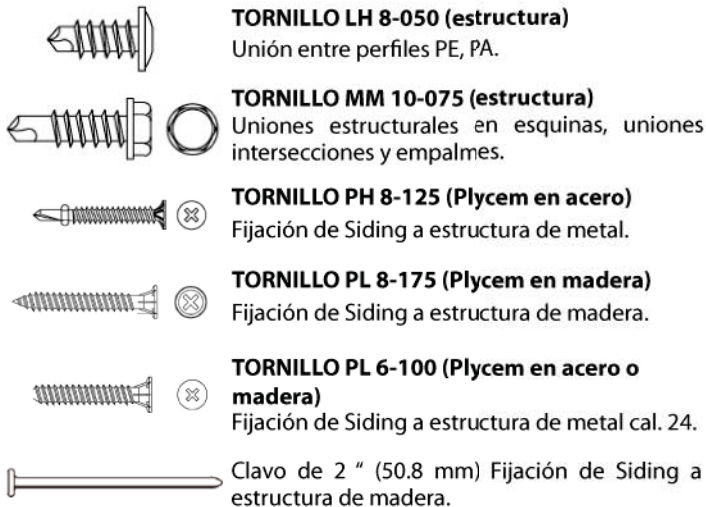 TORNILLO LH 8-050 (estructura)
Unión entre perfiles PE, PA.
TORNILLO MM 10-075 (estructura)
Uniones estructurales en esquinas, uniones
intersecciones y empalmes.
TORNILLO PH 8-125 (Plycem en acero)
Fijación de Siding a estructura de metal.
TORNILLO PL 8-175 (Plycem en madera)
Fijación de Siding a estructura de madera.
TORNILLO PL 6-100 (Plycem en acero o
madera)
Fijación de Siding a estructura de metal cal. 24.
Clavo de 2 “ (50.8 mm) Fijación de Siding a
estructura de madera.